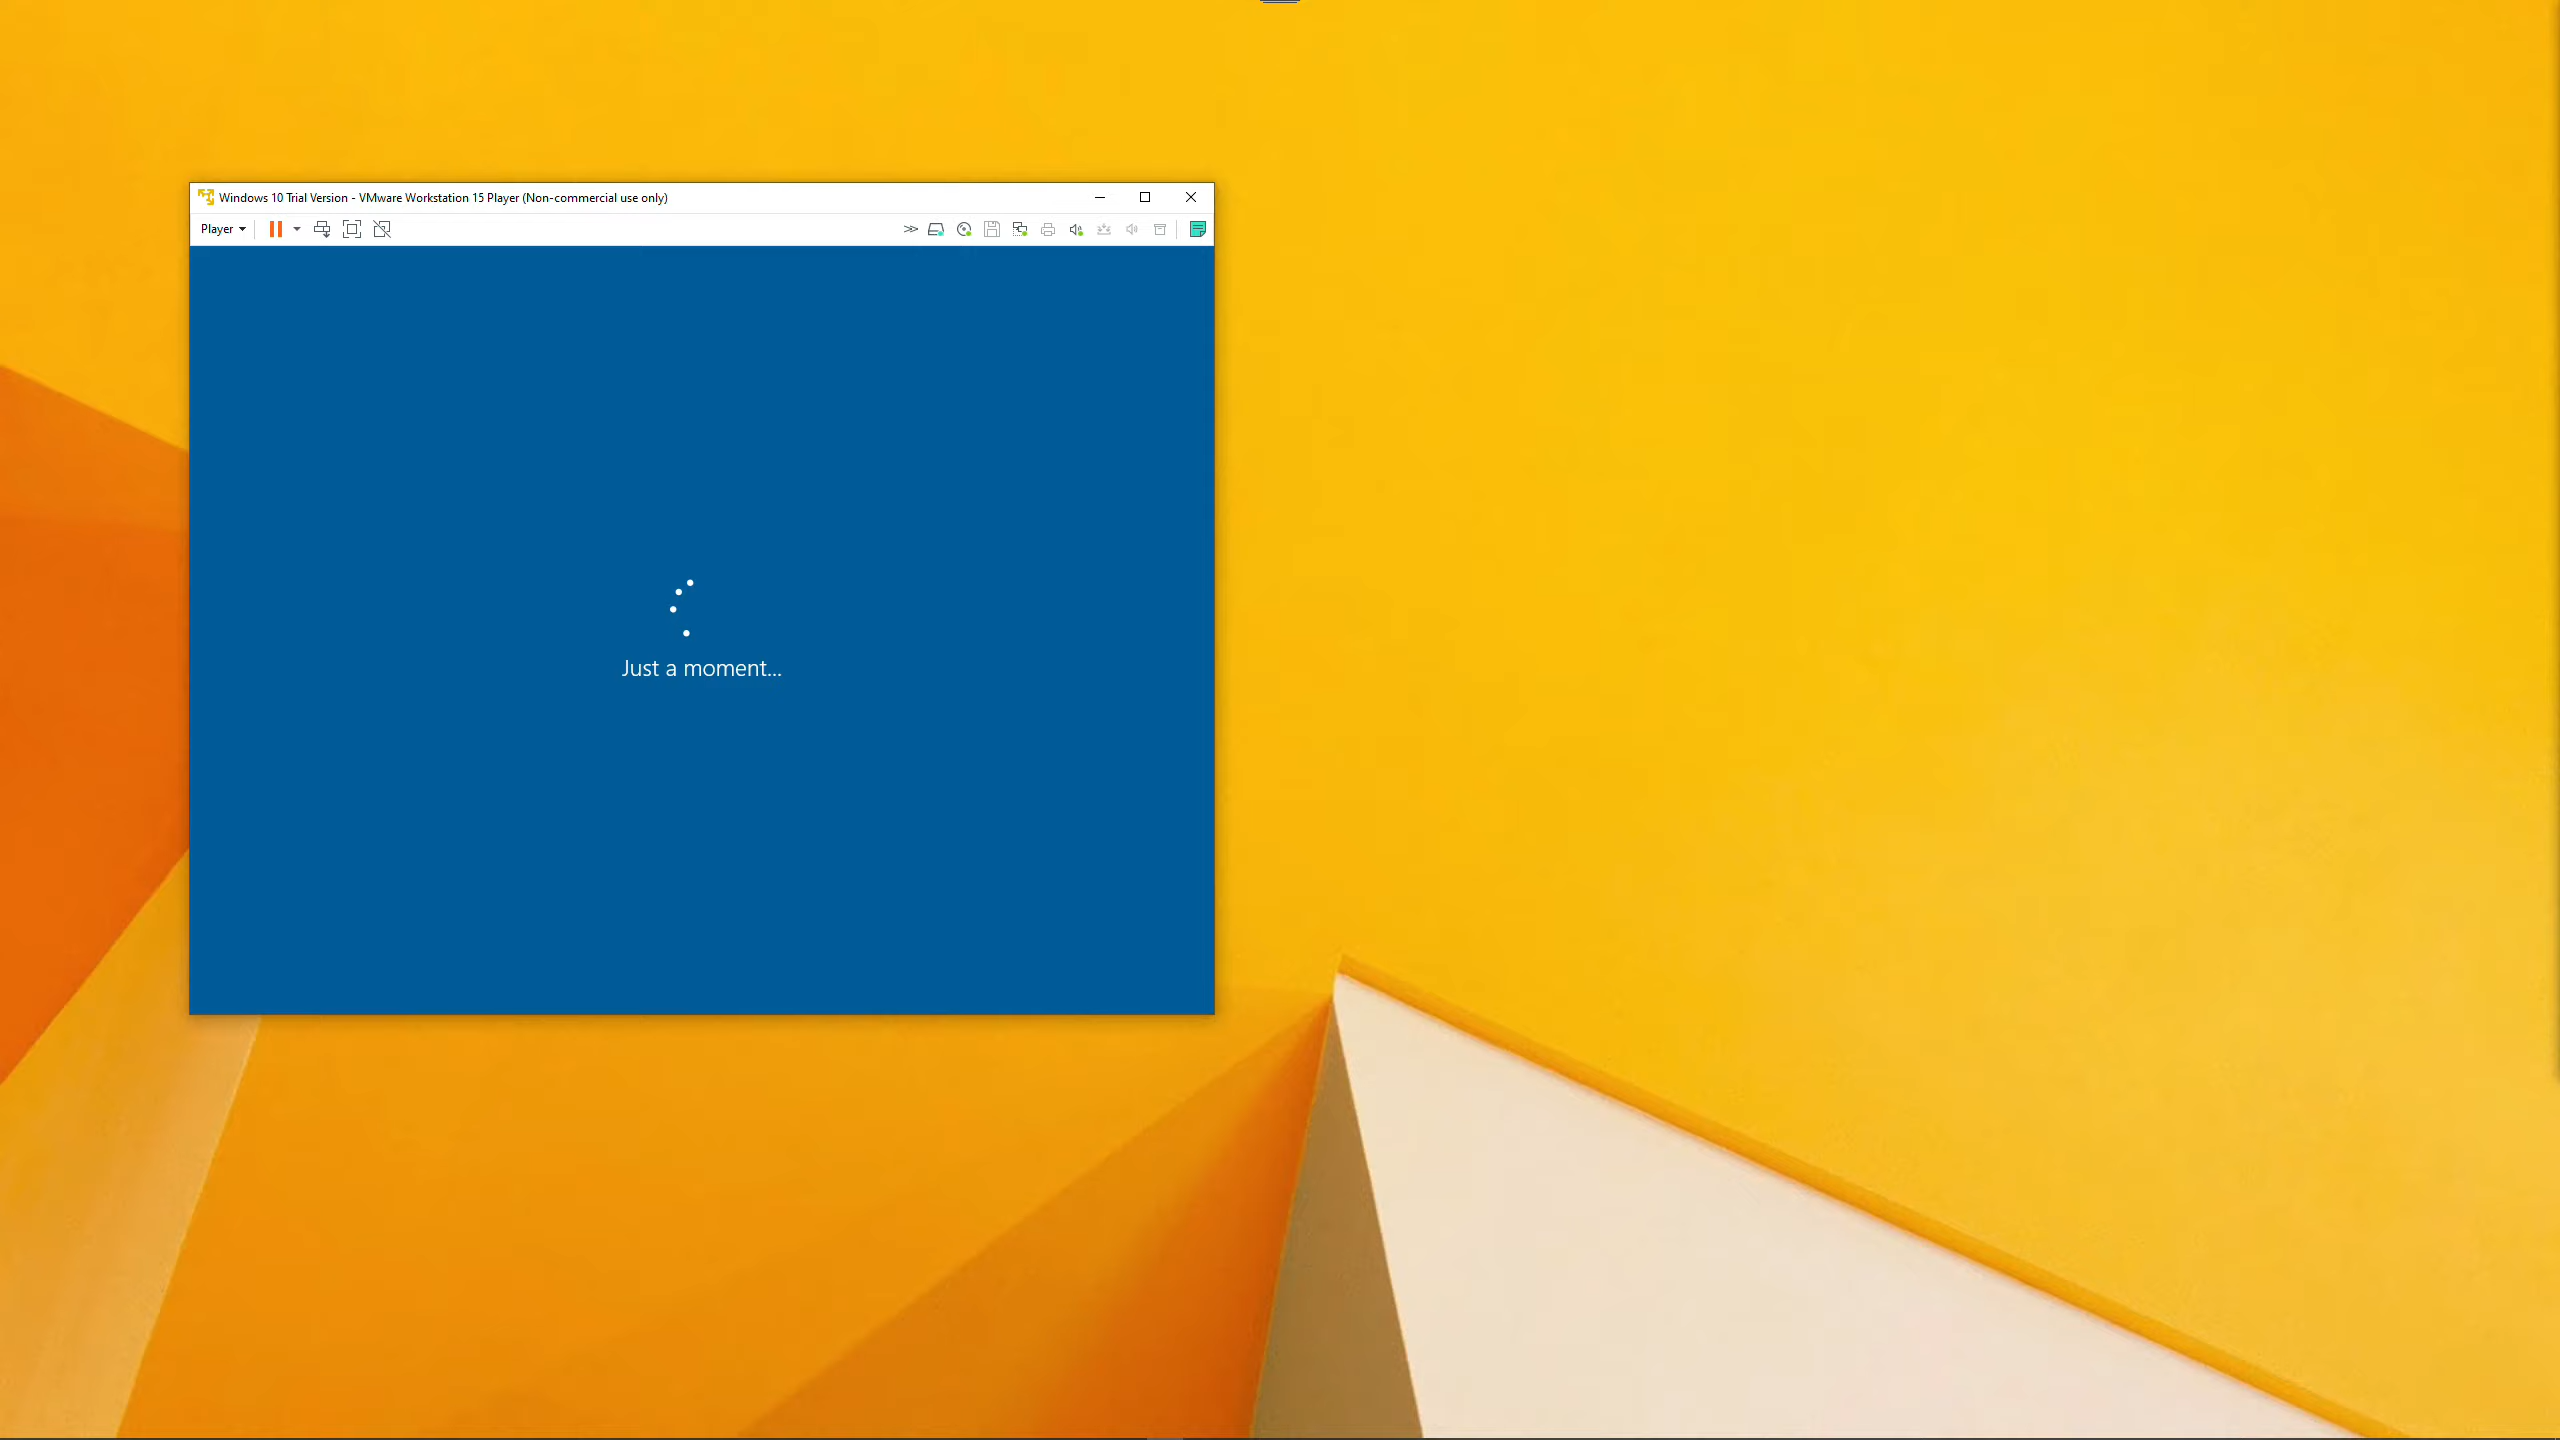 Windows 10 Trial Version - VMware Workstation 15 Player (Non-commercial use only)
Player
Just a moment...